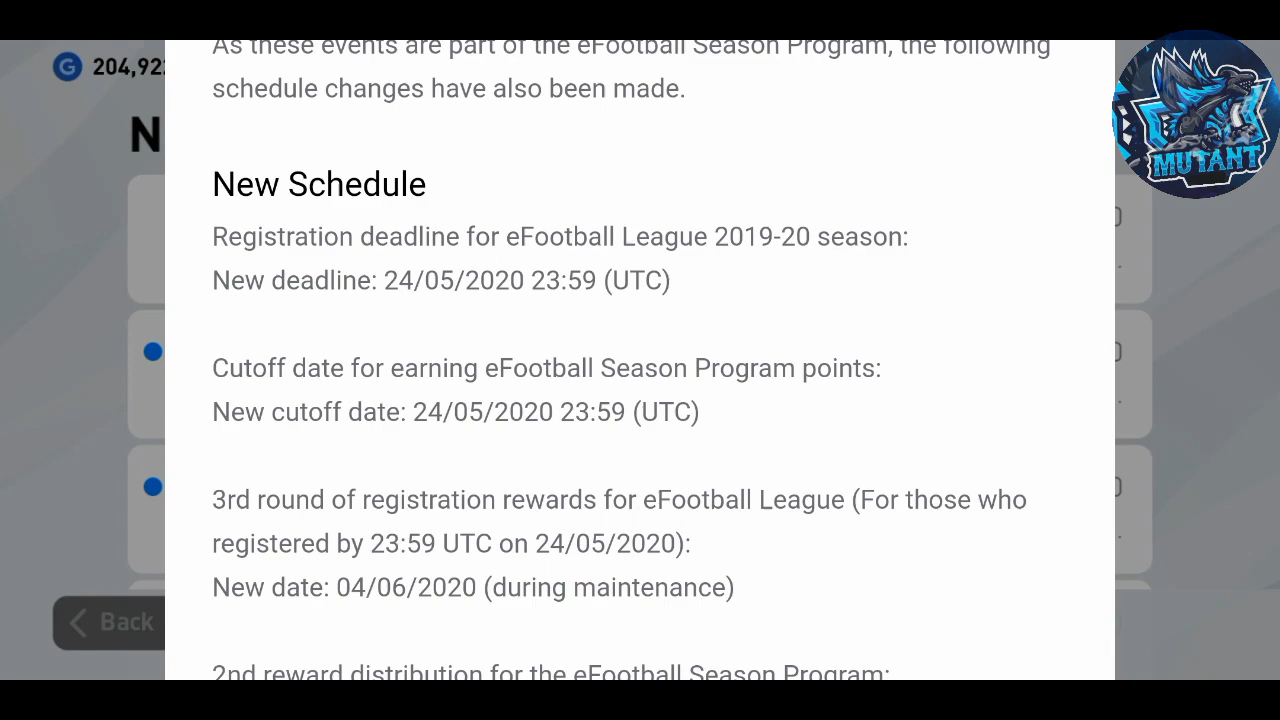 As these events are part of the eFootball Season Program, the following
schedule changes have also been made.
G 204,92
N
New Schedule
Registration deadline for eFootball League 2019-20 season:
New deadline: 24/05/2020 23:59 (UTC)
Cutoff date for earning eFootball Season Program points:
New cutoff date: 24/05/2020 23:59 (UTC)
3rd round of registration rewards for eFootball League (For those who
registered by 23:59 UTC on 24/05/2020):
New date: 04/06/2020 (during maintenance)
Back
2nd reward distribution for the eFootball Season Program:
MUTANT